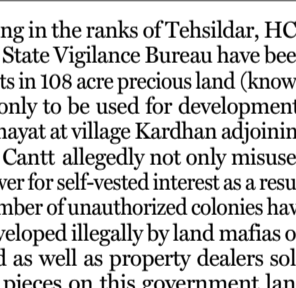 ng in the ranks of Tehsildar, HC
State Vigilance Bureau have bee
ts in 108 acre precious land (know
only to be used for development
nayat at village Kardhan adjoinin
Cantt allegedly not only misuse
wer for self-vested interest as a resu
mber of unauthorized colonies hav
veloped illegally by land mafias o
d as well as property dealers sol
pieces on this government lan